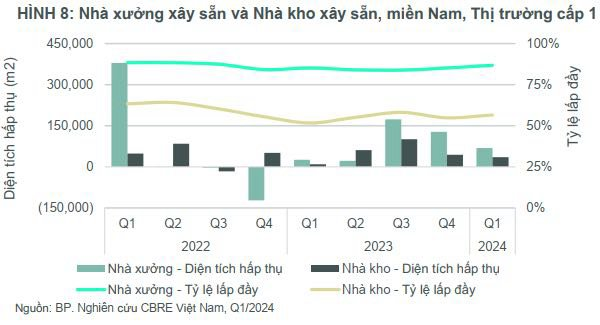 HÌNH 8: Nhà xưởng xây sẵn và Nhà kho xây sẵn, miền Nam, Thị trường cấp 1
Diện tích hấp thụ (m2)
450,000
300,000
150,000
0
(150,000)
100%
75%
50%
25%
0%
Tỷ lệ lấp đầy
Q1 Q2 Q3 Q4 Q1 Q2 Q3 Q4 Q1
2022 2023 2024
Nhà xưởng - Diện tích hấp thụ Nhà kho - Diện tích hấp thụ
Nhà xưởng - Tỷ lệ lấp đầy Nhà kho - Tỷ lệ lấp đầy
Nguồn: BP. Nghiên cứu CBRE Việt Nam, Q1/2024